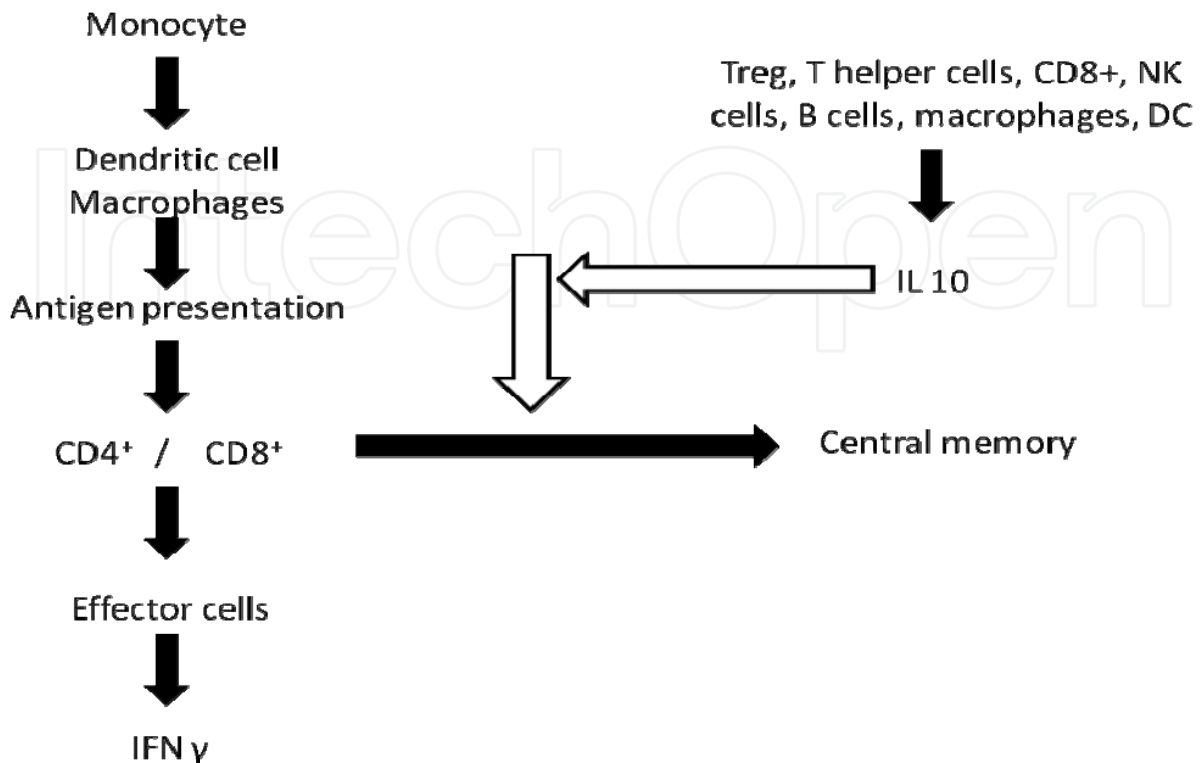 Monocyte
Dendritic cell
Macrophages
Antigen presentation
CD4⁺ / CD8⁺
Effector cells
IFN γ
Treg, T helper cells, CD8+, NK
cells, B cells, macrophages, DC
IL 10
Central memory
IntechOpen